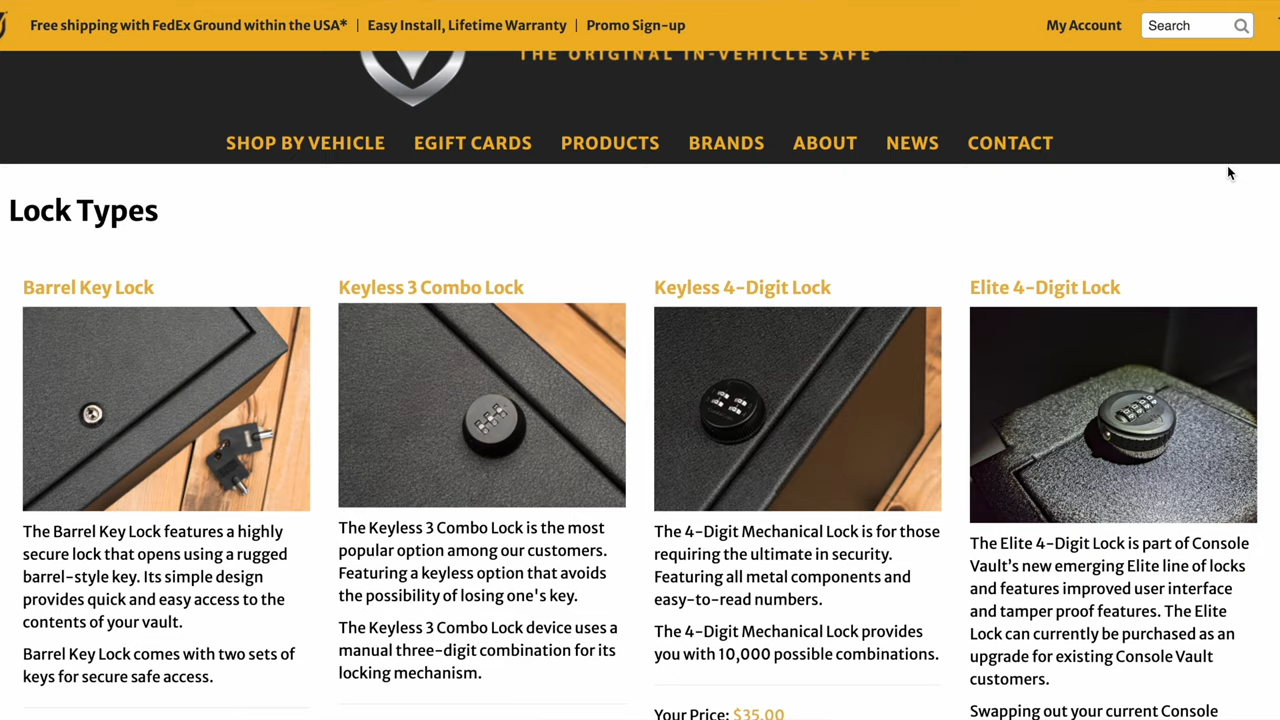 Free shipping with FedEx Ground within the USA* | Easy Install, Lifetime Warranty | Promo Sign-up
My Account
Search
THE ORIGINAL IN-VEHICLE SAFE
SHOP BY VEHICLE
EGIFT CARDS
PRODUCTS
BRANDS
ABOUT
NEWS
CONTACT
Lock Types
Barrel Key Lock
The Barrel Key Lock features a highly
secure lock that opens using a rugged
barrel-style key. Its simple design
provides quick and easy access to the
contents of your vault.
Barrel Key Lock comes with two sets of
keys for secure safe access.
Keyless 3 Combo Lock
The Keyless 3 Combo Lock is the most
popular option among our customers.
Featuring a keyless option that avoids
the possibility of losing one's key.
The Keyless 3 Combo Lock device uses a
manual three-digit combination for its
locking mechanism.
Keyless 4-Digit Lock
The 4-Digit Mechanical Lock is for those
requiring the ultimate in security.
Featuring all metal components and
easy-to-read numbers.
The 4-Digit Mechanical Lock provides
you with 10,000 possible combinations.
Your Price: $35.00
Elite 4-Digit Lock
The Elite 4-Digit Lock is part of Console
Vault's new emerging Elite line of locks
and features improved user interface
and tamper proof features. The Elite
Lock can currently be purchased as an
upgrade for existing Console Vault
customers.
Swapping out your current Console